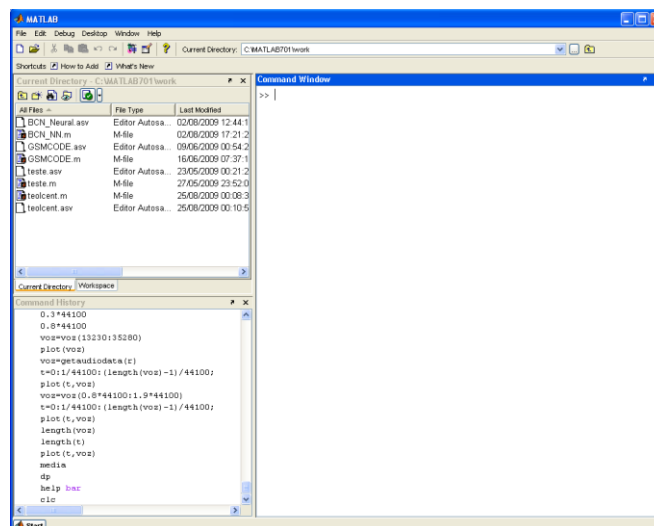 MATLAB
File Edit Debug Desktop Window Help
Current Directory: C:\MATLAB701\work
Shortcuts How to Add What's New
Current Directory - C:\MATLAB701\work
All Files File Type Last Modified
BCN_Neural.asv Editor Autosa... 02/08/2009 12:44:1
BCN_NN.m M-file 02/08/2009 17:21:2
GSMCODE.asv Editor Autosa... 09/06/2009 00:54:2
GSMCODE.m M-file 16/06/2009 07:37:1
teste.asv Editor Autosa... 23/05/2009 00:21:2
teste.m M-file 27/05/2009 23:52:0
teolcent.m M-file 25/08/2009 00:08:3
teolcent.asv Editor Autosa... 25/08/2009 00:10:5
Current Directory Workspace
Command History
0.3*44100
0.8*44100
voz=voz(13230:35280)
plot(voz)
voz=getaudiodata(r)
t=0:1/44100:(length(voz)-1)/44100;
plot(t,voz)
voz=voz(0.8*44100:1.9*44100)
t=0:1/44100:(length(voz)-1)/44100;
plot(t,voz)
length(voz)
length(t)
plot(t,voz)
media
dp
help bar
clc
Command Window
>>
Start